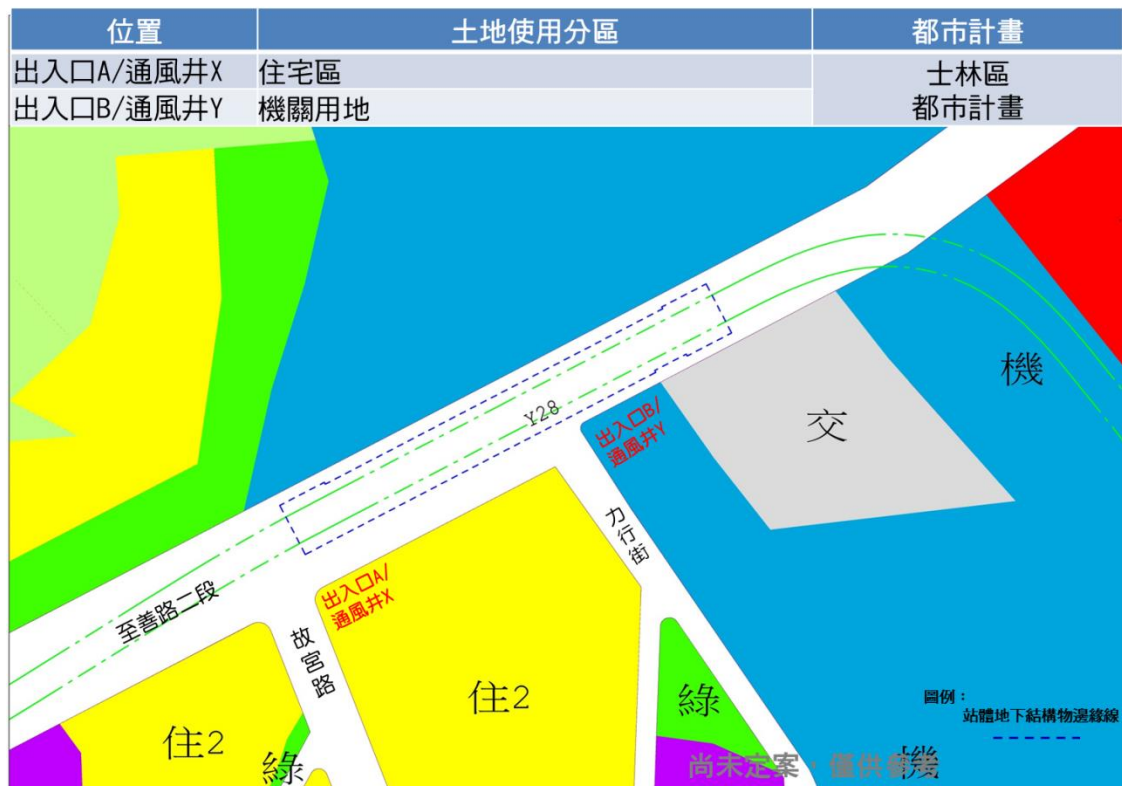 位置 土地使用分區 都市計畫
出入口A/通風井X 住宅區 士林區
出入口B/通風井Y 機關用地 都市計畫
機
交
Y28
出入口B/
通風井Y
力行街
出入口A/
通風井X
至善路二段
故宮路
住2
綠
圖例：
站體地下結構物邊緣線
住2
綠
機
尚未定案，僅供參考